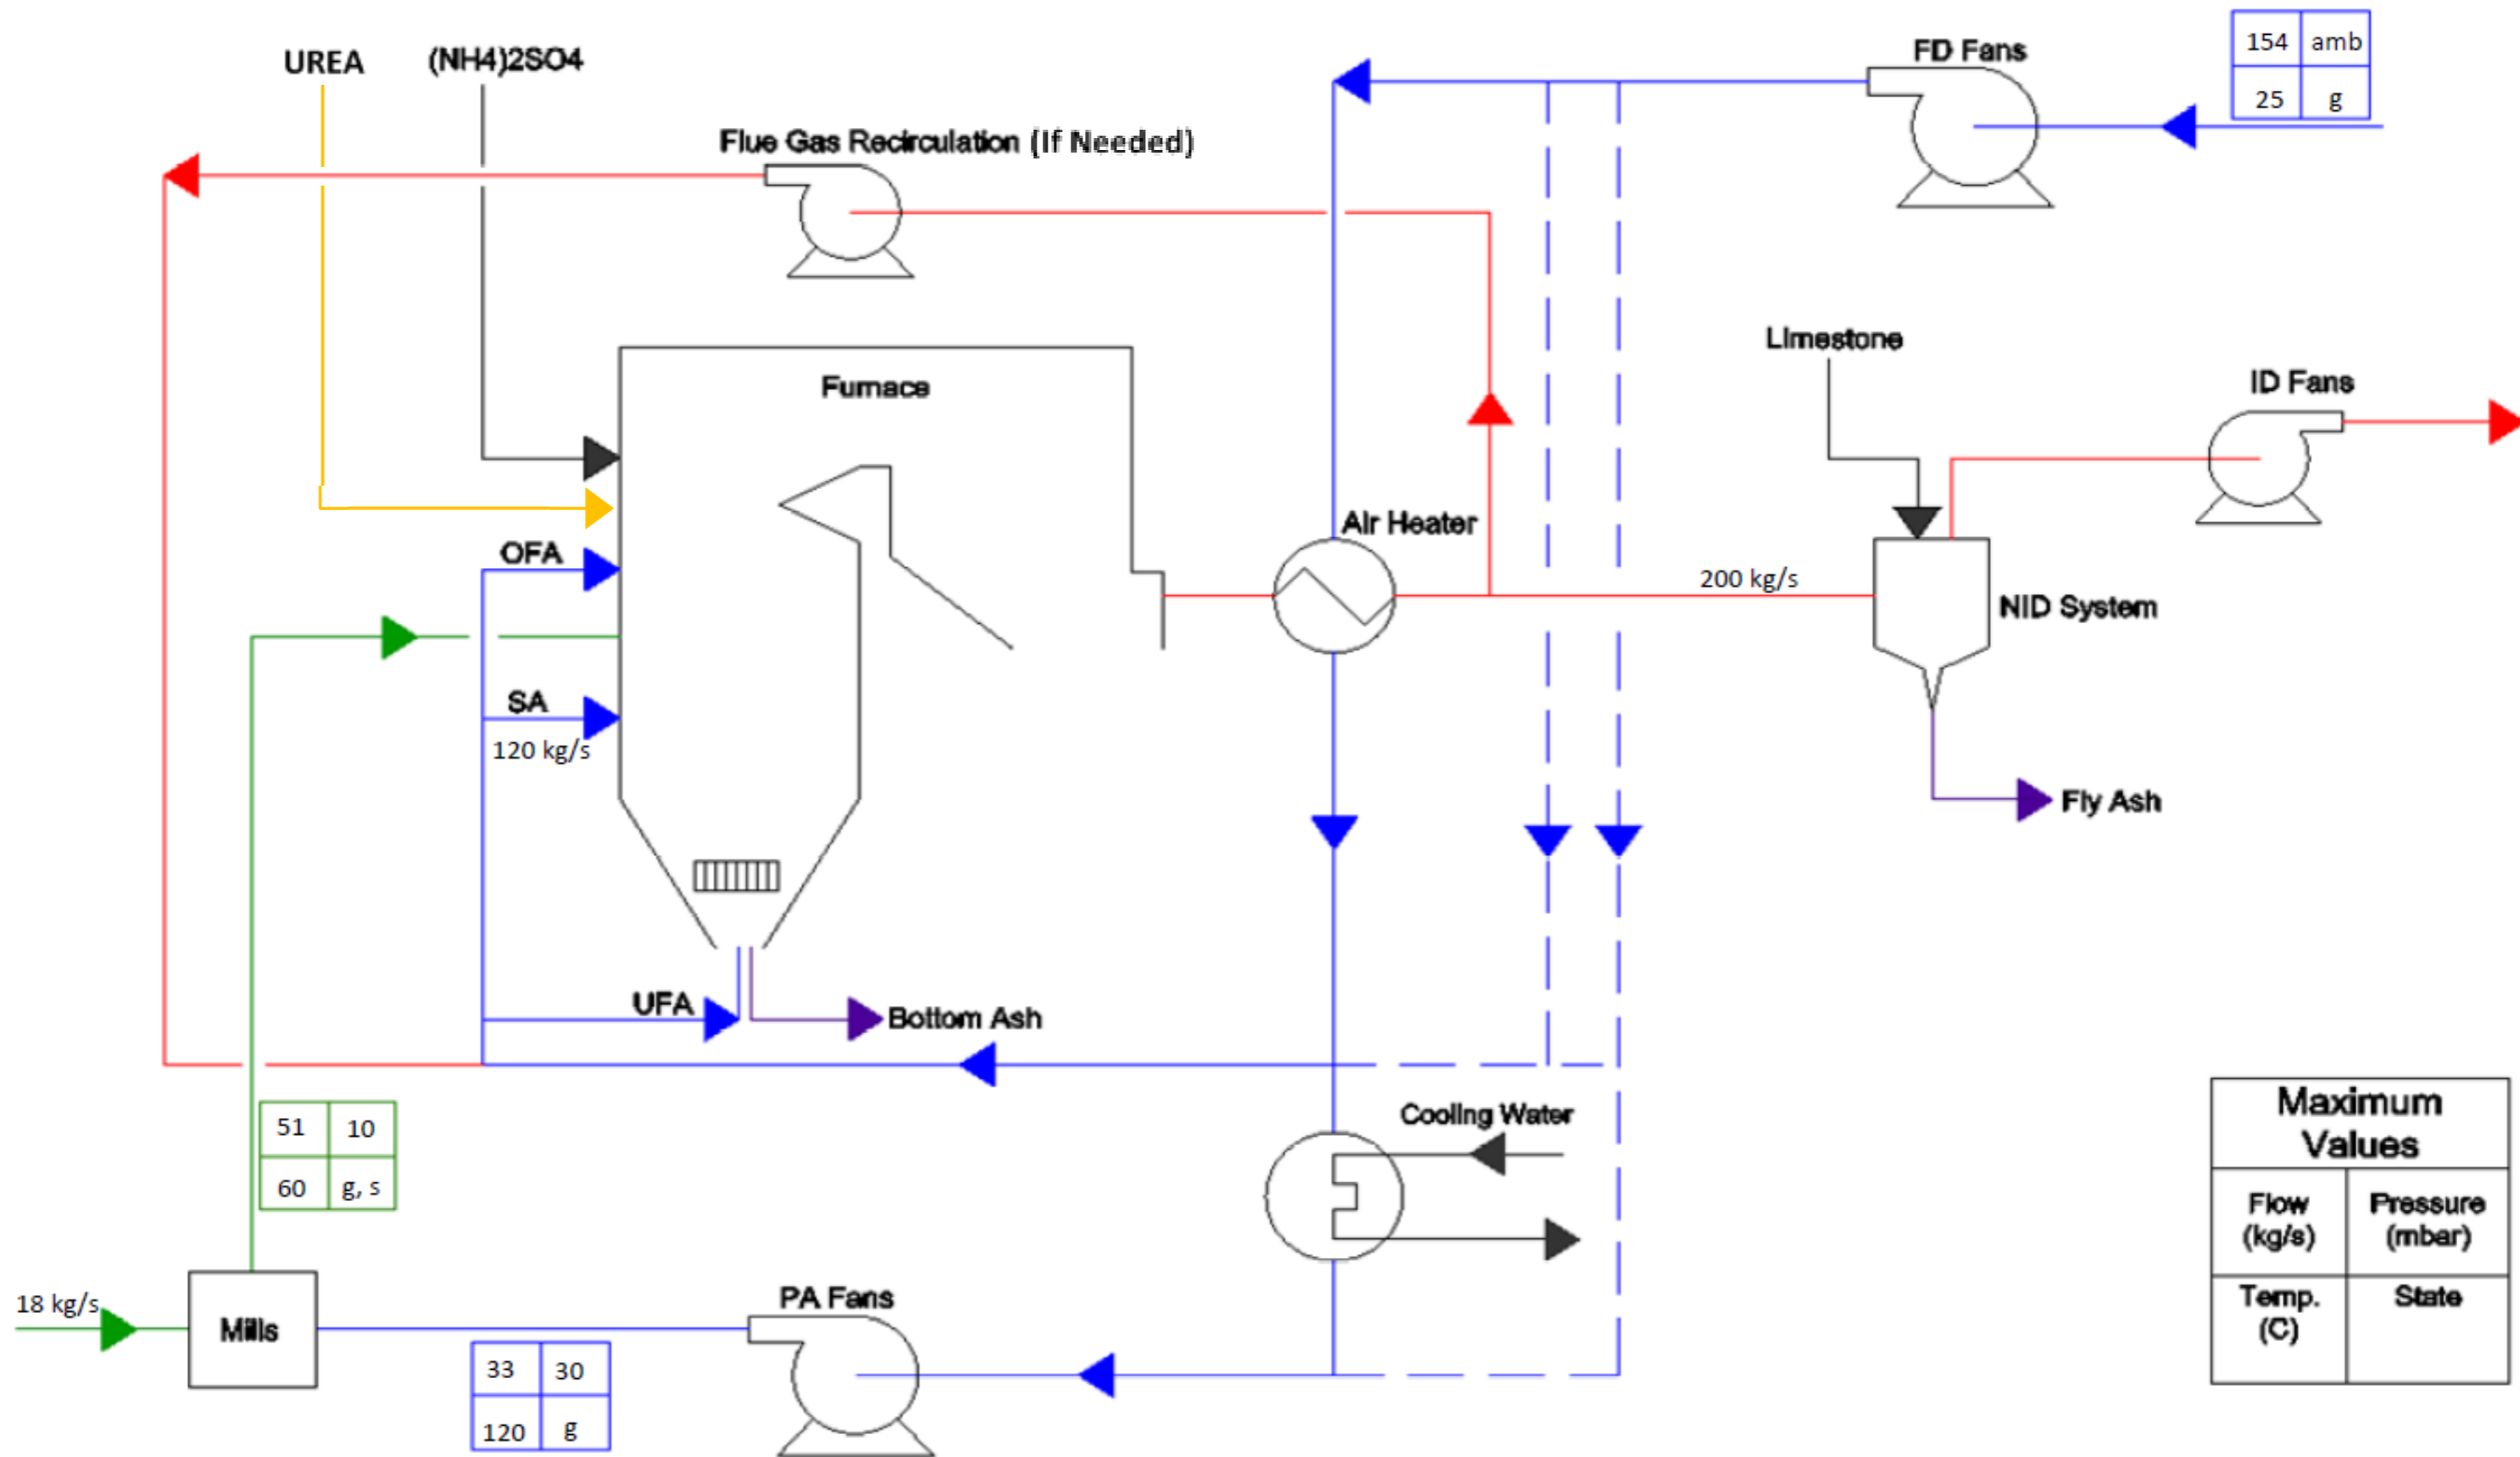 UREA
(NH4)2SO4
FD Fans
154 amb
25 g
Flue Gas Recirculation (If Needed)
Limestone
ID Fans
Furnace
Air Heater
OFA
200 kg/s
NID System
SA
120 kg/s
Fly Ash
UFA
Bottom Ash
51 10
60 g, s
Cooling Water
Maximum
Values
Flow
(kg/s)
Pressure
(mbar)
Temp.
(C)
State
18 kg/s
Mills
PA Fans
33 30
120 g